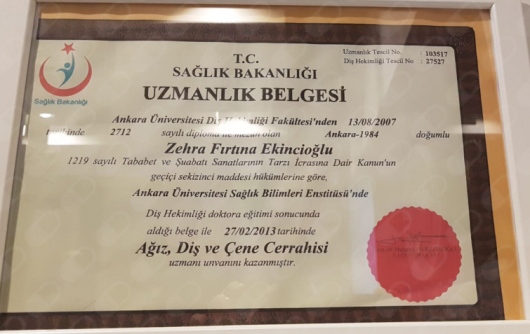 Uzmanlık Tescil No. : 103517
Diş Hekimliği Tescil No : 27527
Sağlık Bakanlığı
T.C.
SAĞLIK BAKANLIĞI
UZMANLIK BELGESİ
Ankara Üniversitesi Diş Hekimliği Fakültesi'nden 13/08/2007
tarihinde 2712 sayılı diploma ile mezun olan Ankara-1984 doğumlu
Zehra Fırtına Ekincioğlu
1219 sayılı Tababet ve Şuabatı Sanatlarının Tarzı İcrasına Dair Kanun'un
geçici sekizinci maddesi hükümlerine göre,
Ankara Üniversitesi Sağlık Bilimleri Enstitüsü'nde
Diş Hekimliği doktora eğitimi sonucunda
aldığı belge ile 27/02/2013 tarihinde
Ağız, Diş ve Çene Cerrahisi
uzmanı unvanını kazanmıştır.